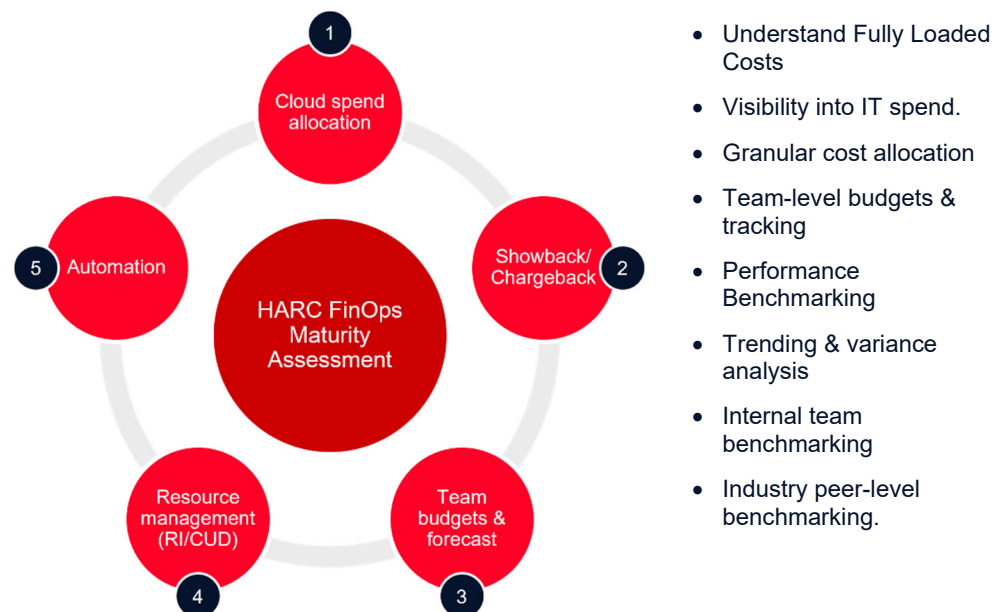 1
Cloud spend
allocation
Showback/
Chargeback
2
Team
budgets &
forecast
3
Resource
management
(RI/CUD)
4
5
Automation
HARC FinOps
Maturity
Assessment
• Understand Fully Loaded
Costs
• Visibility into IT spend.
• Granular cost allocation
• Team-level budgets &
tracking
• Performance
Benchmarking
• Trending & variance
analysis
• Internal team
benchmarking
• Industry peer-level
benchmarking.